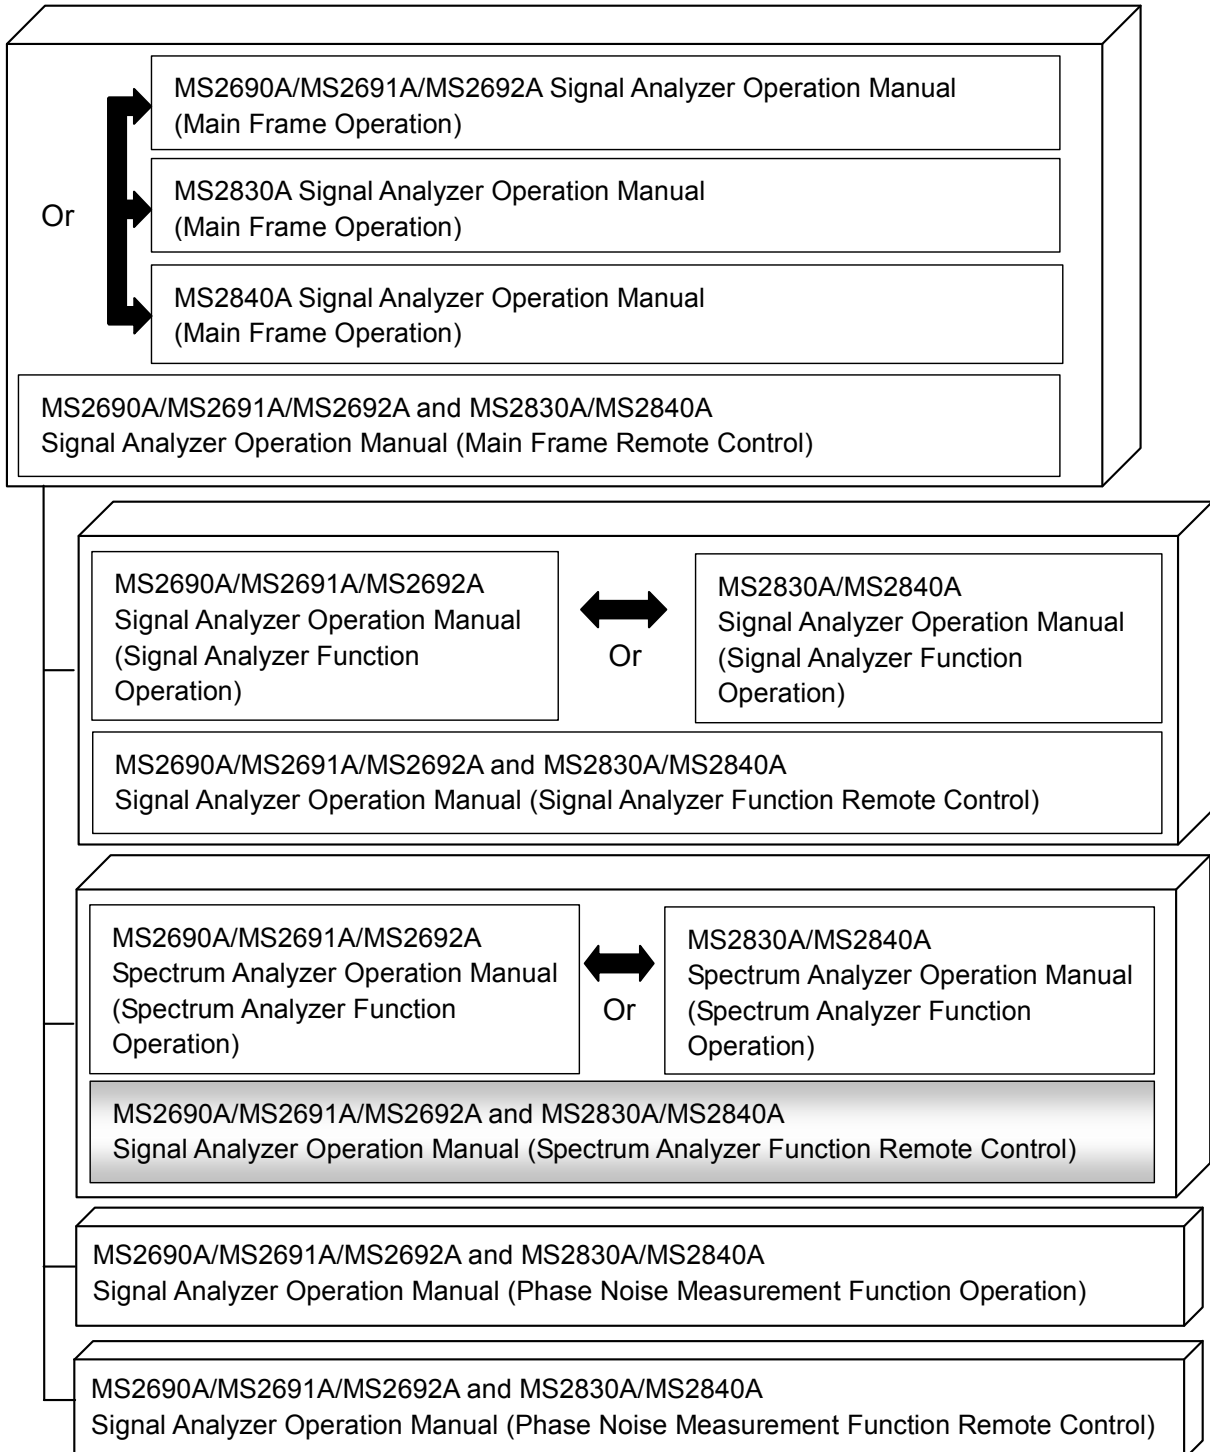 MS2690A/MS2691A/MS2692A Signal Analyzer Operation Manual
(Main Frame Operation)
Or
MS2830A Signal Analyzer Operation Manual
(Main Frame Operation)
MS2840A Signal Analyzer Operation Manual
(Main Frame Operation)
MS2690A/MS2691A/MS2692A and MS2830A/MS2840A
Signal Analyzer Operation Manual (Main Frame Remote Control)
MS2690A/MS2691A/MS2692A
Signal Analyzer Operation Manual
(Signal Analyzer Function
Operation)
Or
MS2830A/MS2840A
Signal Analyzer Operation Manual
(Signal Analyzer Function
Operation)
MS2690A/MS2691A/MS2692A and MS2830A/MS2840A
Signal Analyzer Operation Manual (Signal Analyzer Function Remote Control)
MS2690A/MS2691A/MS2692A
Spectrum Analyzer Operation Manual
(Spectrum Analyzer Function
Operation)
Or
MS2830A/MS2840A
Spectrum Analyzer Operation Manual
(Spectrum Analyzer Function
Operation)
MS2690A/MS2691A/MS2692A and MS2830A/MS2840A
Signal Analyzer Operation Manual (Spectrum Analyzer Function Remote Control)
MS2690A/MS2691A/MS2692A and MS2830A/MS2840A
Signal Analyzer Operation Manual (Phase Noise Measurement Function Operation)
MS2690A/MS2691A/MS2692A and MS2830A/MS2840A
Signal Analyzer Operation Manual (Phase Noise Measurement Function Remote Control)